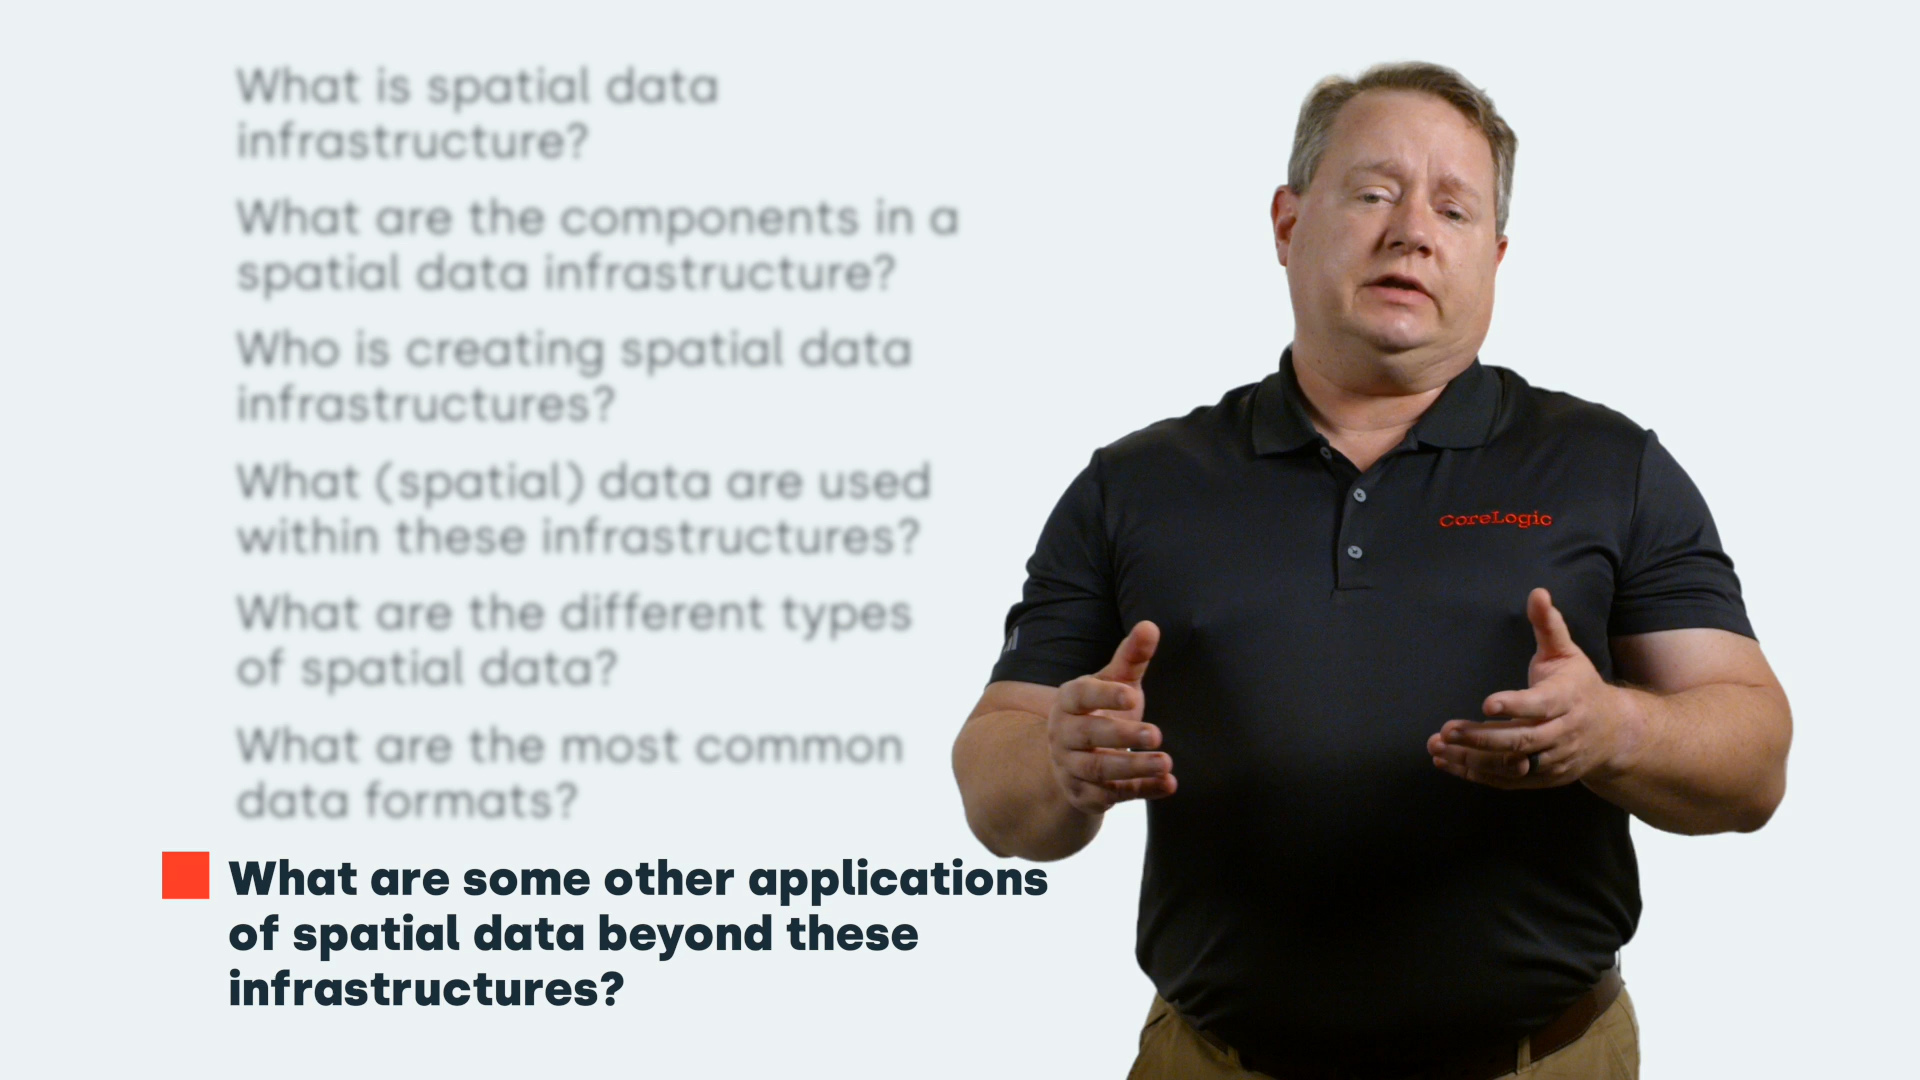 What is spatial data
infrastructure?
What are the components in a
spatial data infrastructure?
Who is creating spatial data
infrastructures?
What (spatial) data are used
within these infrastructures?
What are the different types
of spatial data?
What are the most common
data formats?
What are some other applications
of spatial data beyond these
infrastructures?
CoreLogic